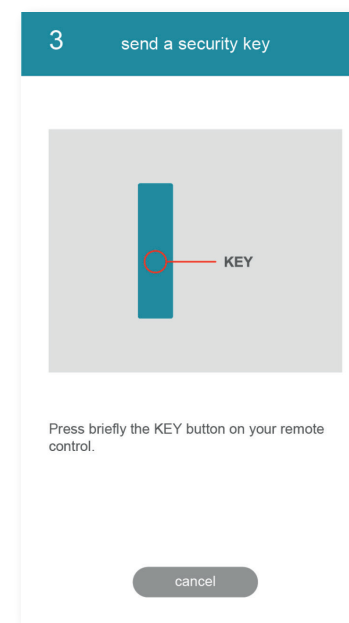 3 send a security key
KEY
Press briefly the KEY button on your remote
control.
cancel